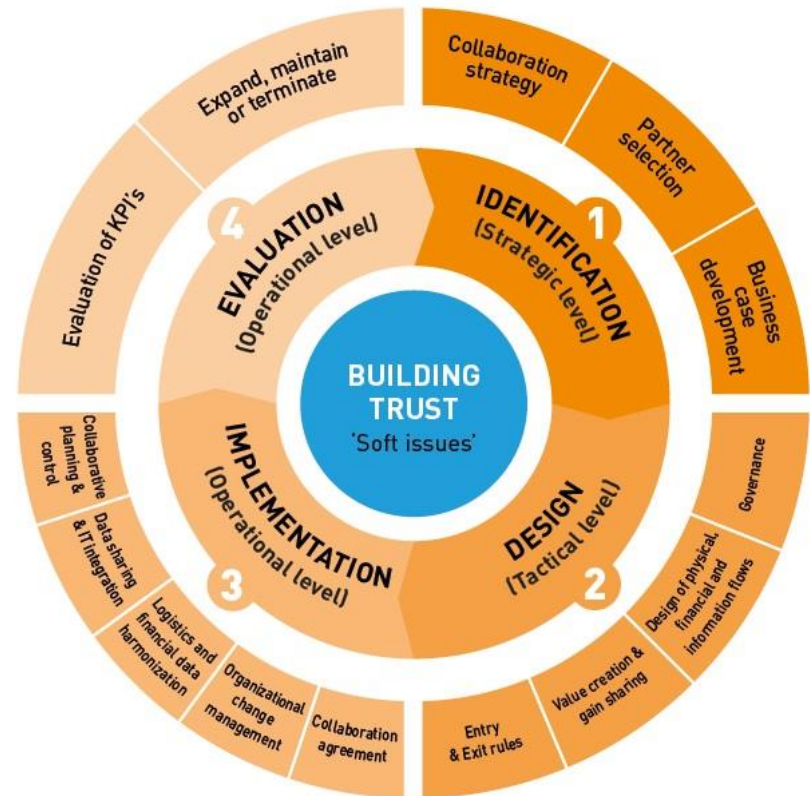 BUILDING
TRUST
'Soft issues'
1
IDENTIFICATION
(Strategic level)
Collaboration
strategy
Partner
selection
Business
case
development
2
DESIGN
(Tactical level)
Governance
Design of physical,
financial and
information flows
Value creation &
gain sharing
Entry
& Exit rules
3
IMPLEMENTATION
(Operational level)
Collaboration
agreement
Organizational
change
management
Logistics and
financial data
harmonization
Data sharing
& IT integration
Collaborative
planning &
control
4
EVALUATION
(Operational level)
Evaluation of KPI's
Expand, maintain
or terminate